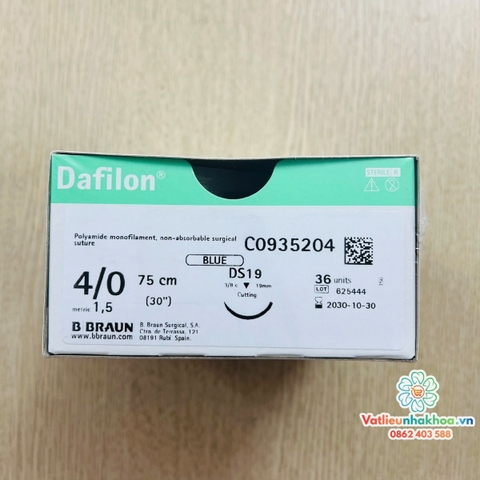 Dafilon®
STERILE R
Polyamide monofilament, non-absorbable surgical
suture
C0935204
BLUE
4/0
75 cm
DS19
36 units
metric 1,5
(30")
3/8 c 19mm
Cutting
LOT 625444
2030-10-30
B BRAUN
www.bbraun.com
B. Braun Surgical, S.A.
Ctra. de Terrassa, 121
08191 Rubí Spain.
Vatlieunhakhoa.vn
0862 403 588